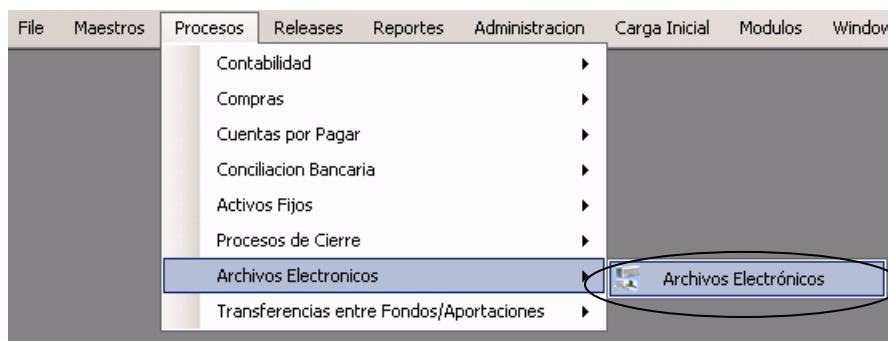 File Maestros Procesos Releases Reportes Administracion Carga Inicial Modulos Window
Contabilidad
Compras
Cuentas por Pagar
Conciliacion Bancaria
Activos Fijos
Procesos de Cierre
Archivos Electronicos Archivos Electrónicos
Transferencias entre Fondos/Aportaciones